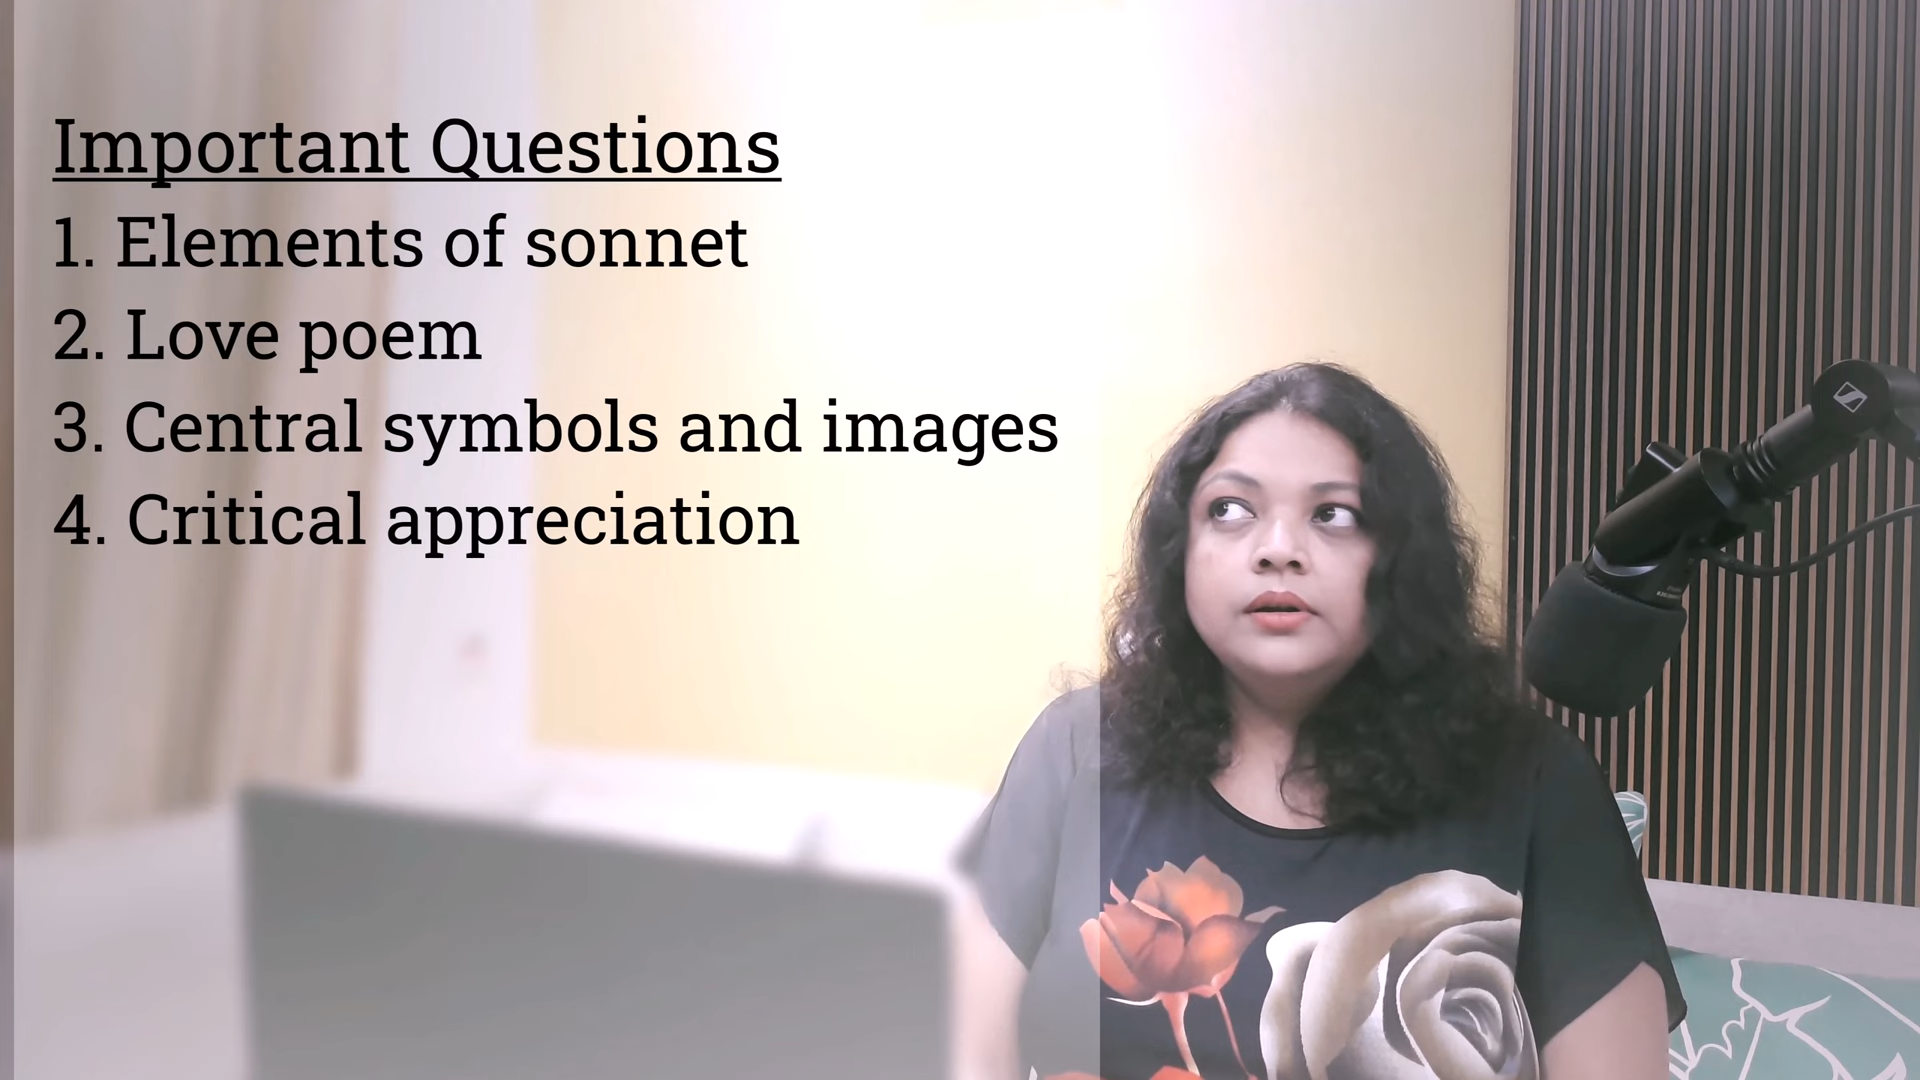 Important Questions
1. Elements of sonnet
2. Love poem
3. Central symbols and images
4. Critical appreciation